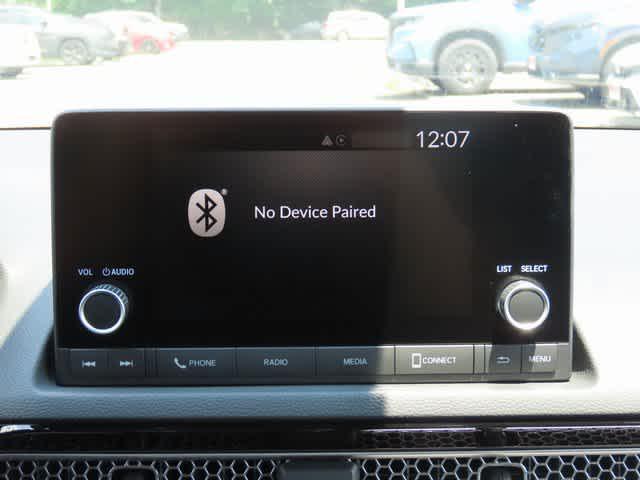 12:07
®
No Device Paired
VOL AUDIO
LIST SELECT
PHONE RADIO MEDIA CONNECT MENU